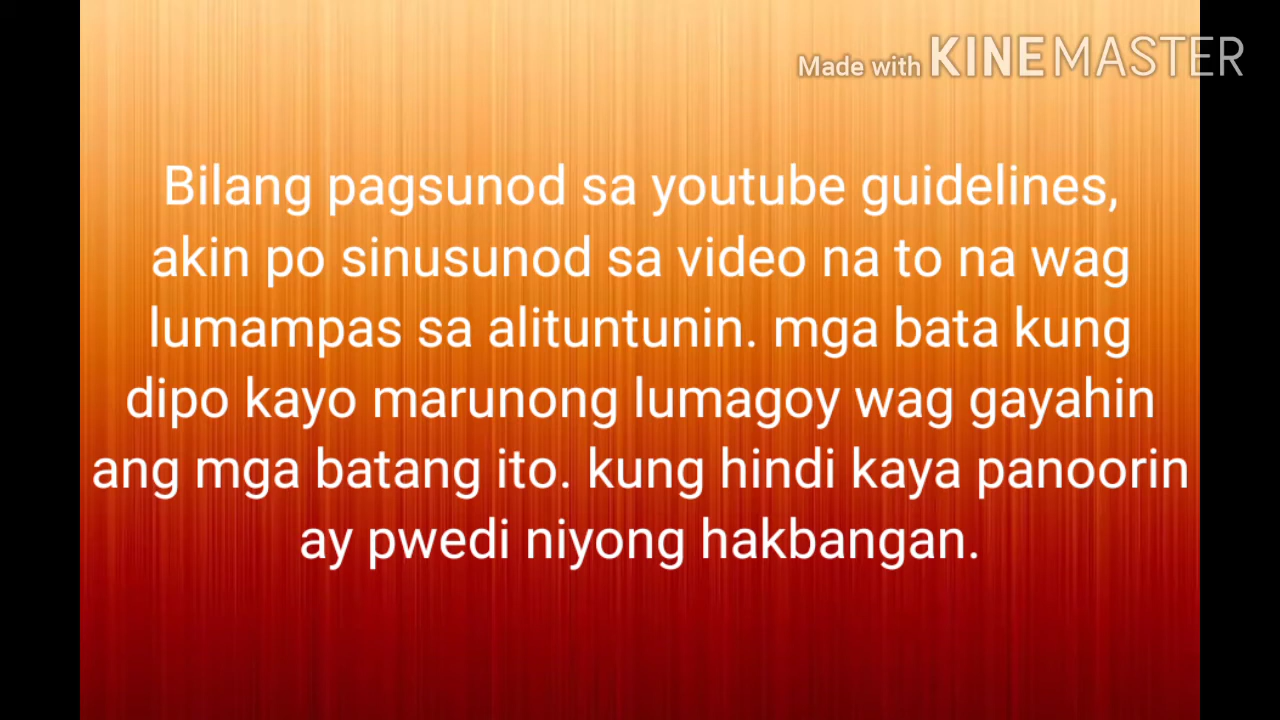 Made with KINEMASTER
Bilang pagsunod sa youtube guidelines,
akin po sinusunod sa video na to na wag
lumampas sa alituntunin. mga bata kung
dipo kayo marunong lumagoy wag gayahin
ang mga batang ito. kung hindi kaya panoorin
ay pwedi niyong hakbangan.